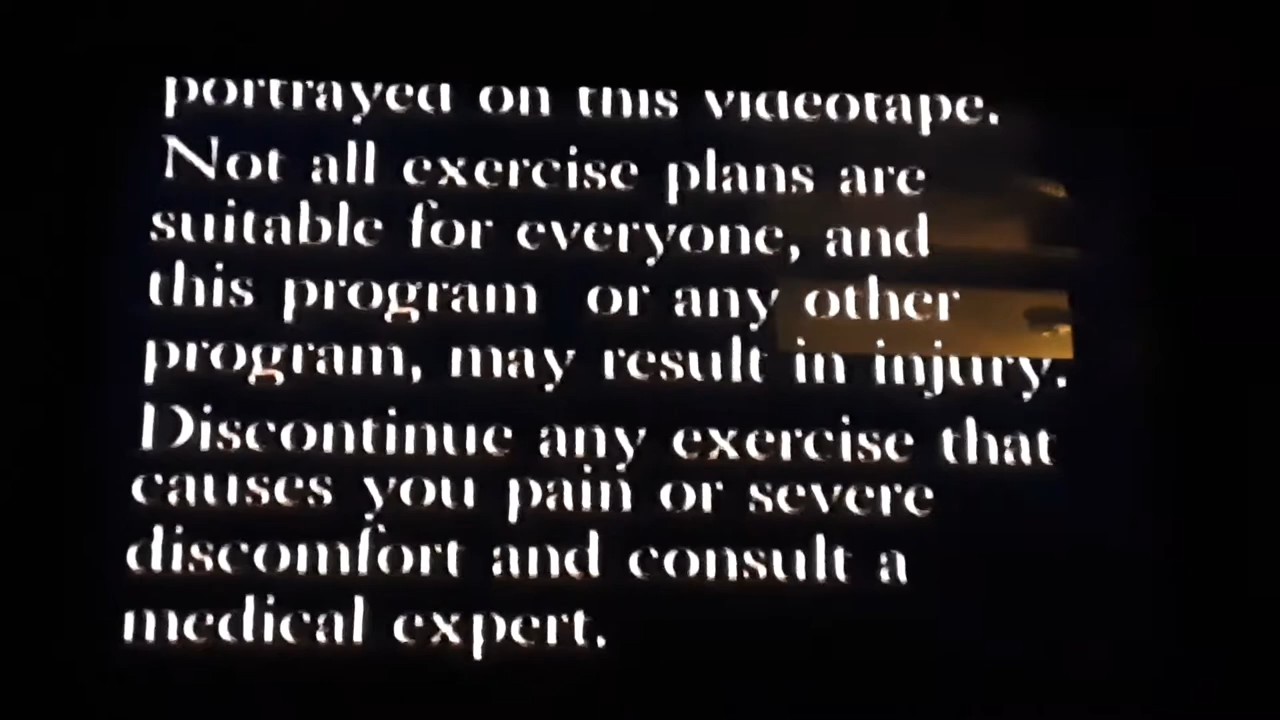 portrayed on this videotape.
Not all exercise plans are
suitable for everyone, and
this program or any other
program, may result in injury.
Discontinue any exercise that
causes you pain or severe
discomfort and consult a
medical expert.